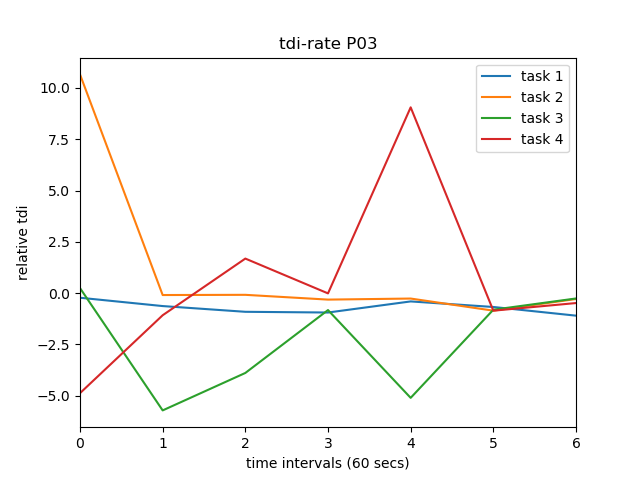 tdi-rate P03
task 1
task 2
task 3
task 4
10.0
7.5
5.0
2.5
0.0
−2.5
−5.0
relative tdi
0 1 2 3 4 5 6
time intervals (60 secs)